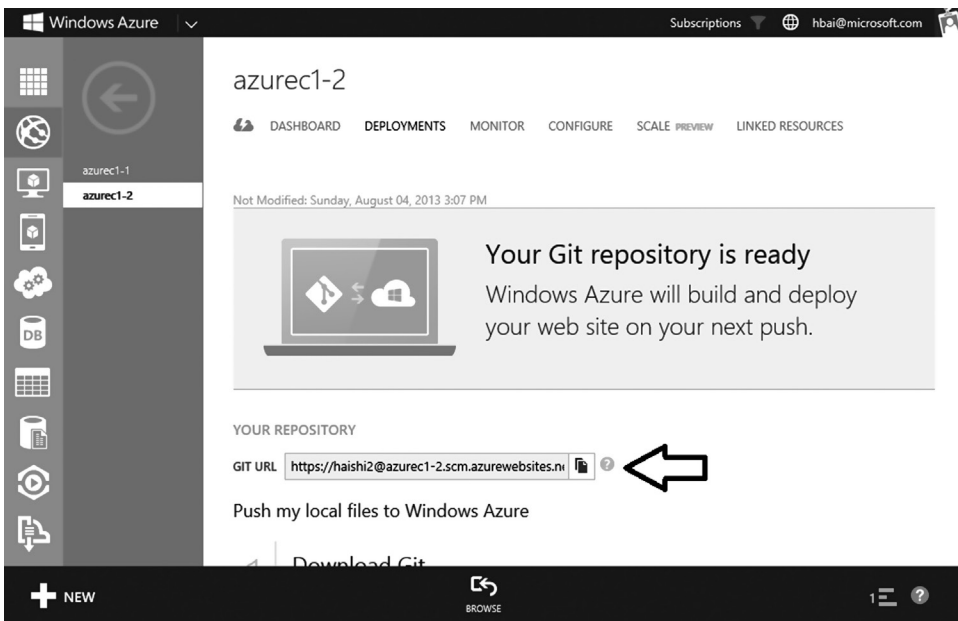 Windows Azure
Subscriptions
hbai@microsoft.com
azurec1-1
azurec1-2
azurec1-2
DASHBOARD DEPLOYMENTS MONITOR CONFIGURE SCALE PREVIEW LINKED RESOURCES
Not Modified: Sunday, August 04, 2013 3:07 PM
Your Git repository is ready
Windows Azure will build and deploy
your web site on your next push.
DB
YOUR REPOSITORY
GIT URL https://haishi2@azurec1-2.scm.azurewebsites.ne
?
Push my local files to Windows Azure
Download Git
NEW
BROWSE
1
?